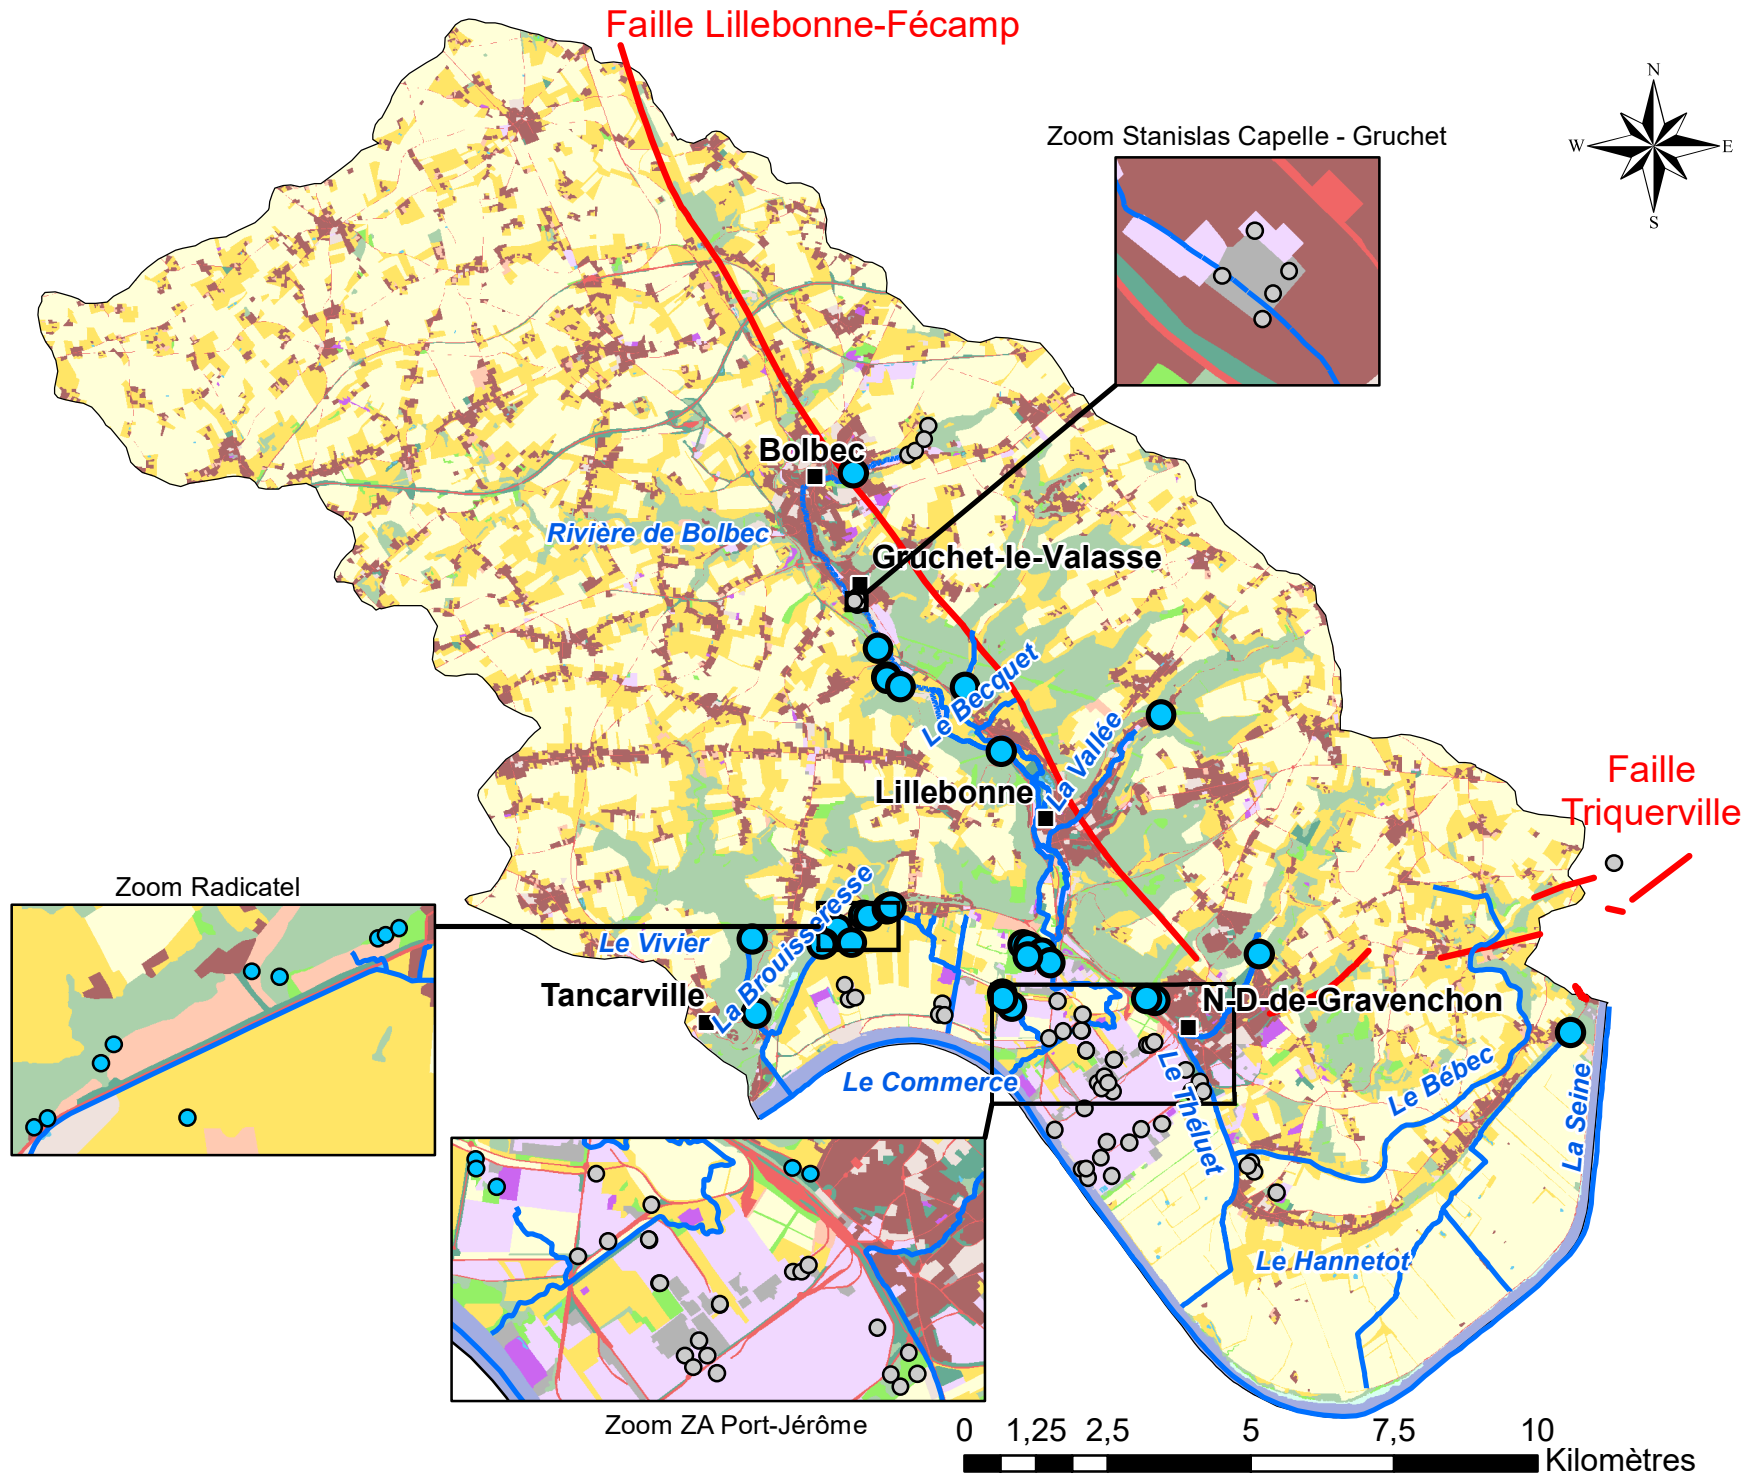 Faille Lillebonne-Fécamp
N
W
E
S
Zoom Stanislas Capelle - Gruchet
Bolbec
Rivière de Bolbec
Gruchet-le-Valasse
Le Becquet
La Vallée
Lillebonne
Faille
Triquerville
Zoom Radicatel
La Brouisseresse
Le Vivier
Tancarville
N-D-de-Gravenchon
Le Commerce
Le Théluet
Le Bébec
La Seine
Le Hannetot
Zoom ZA Port-Jérôme
0 1,25 2,5 5 7,5 10
Kilomètres